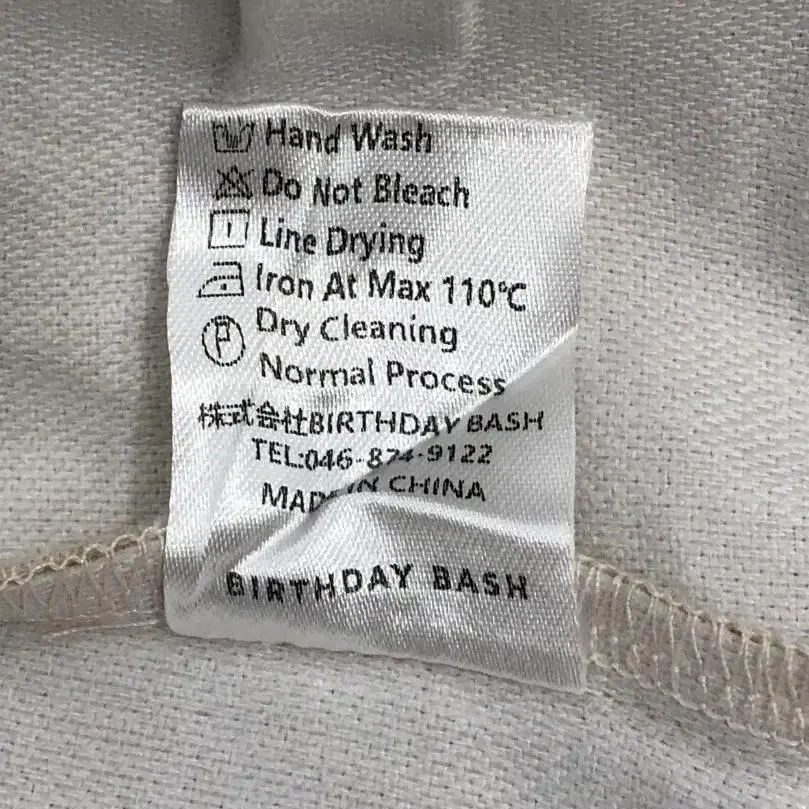 Hand Wash
Do Not Bleach
Line Drying
Iron At Max 110℃
Dry Cleaning
Normal Process
株式会社BIRTHDAY BASH
TEL:046-874-9122
MADE IN CHINA
BIRTHDAY BASH